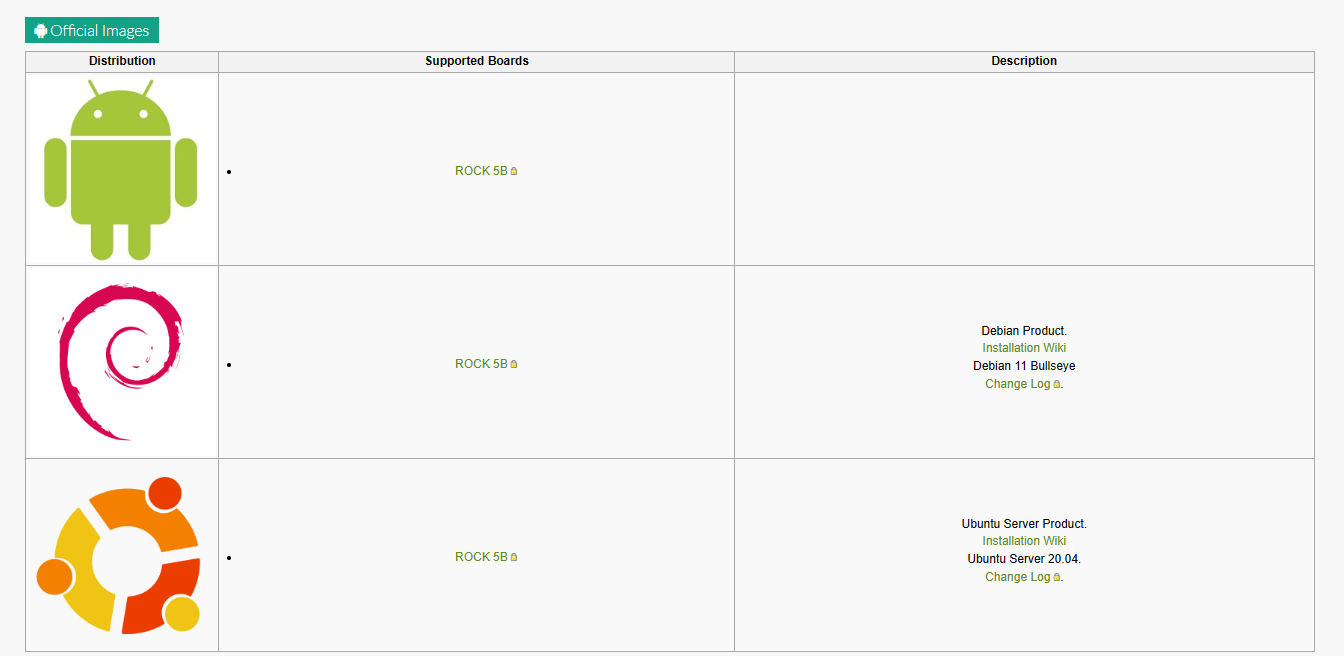 Official Images
Distribution Supported Boards Description
ROCK 5B
ROCK 5B
Debian Product.
Installation Wiki
Debian 11 Bullseye
Change Log.
ROCK 5B
Ubuntu Server Product.
Installation Wiki
Ubuntu Server 20.04.
Change Log.